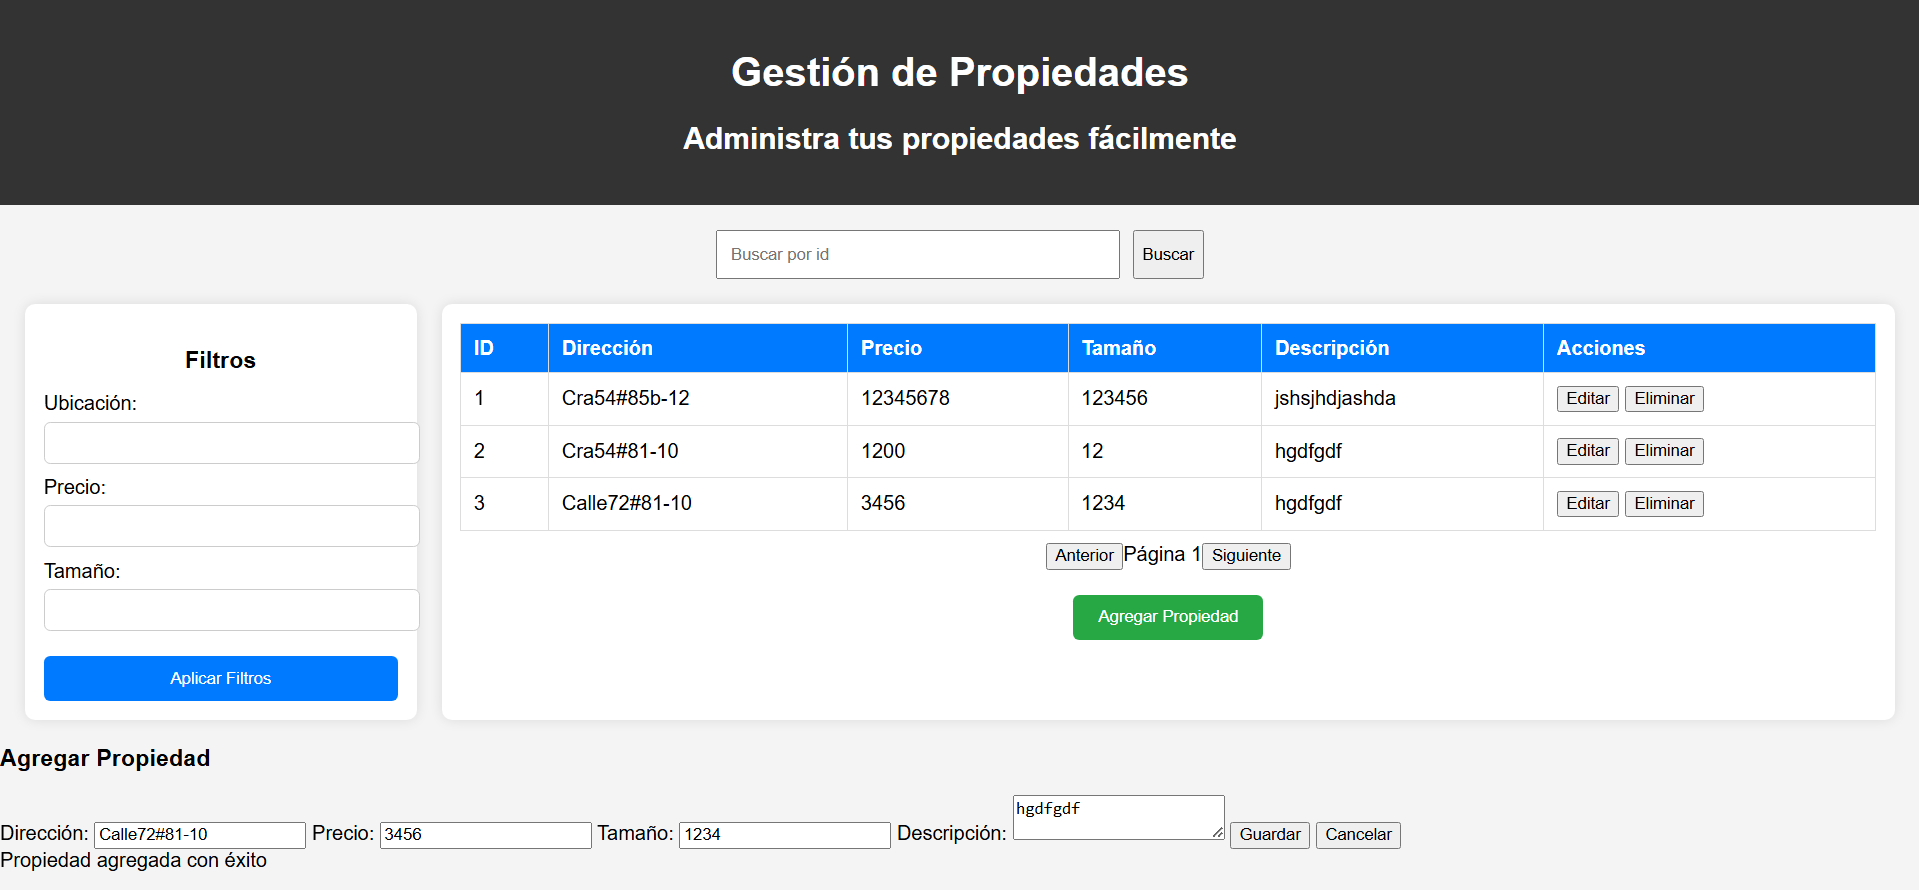 Gestión de Propiedades
Administra tus propiedades fácilmente
Buscar por id Buscar
Filtros
Ubicación:
Precio:
Tamaño:
Aplicar Filtros
ID Dirección Precio Tamaño Descripción Acciones
1 Cra54#85b-12 12345678 123456 jshsjhdjashda Editar Eliminar
2 Cra54#81-10 1200 12 hgdfgdf Editar Eliminar
3 Calle72#81-10 3456 1234 hgdfgdf Editar Eliminar
Anterior Página 1 Siguiente
Agregar Propiedad
Agregar Propiedad
Dirección: Calle72#81-10 Precio: 3456 Tamaño: 1234 Descripción: hgdfgdf Guardar Cancelar
Propiedad agregada con éxito